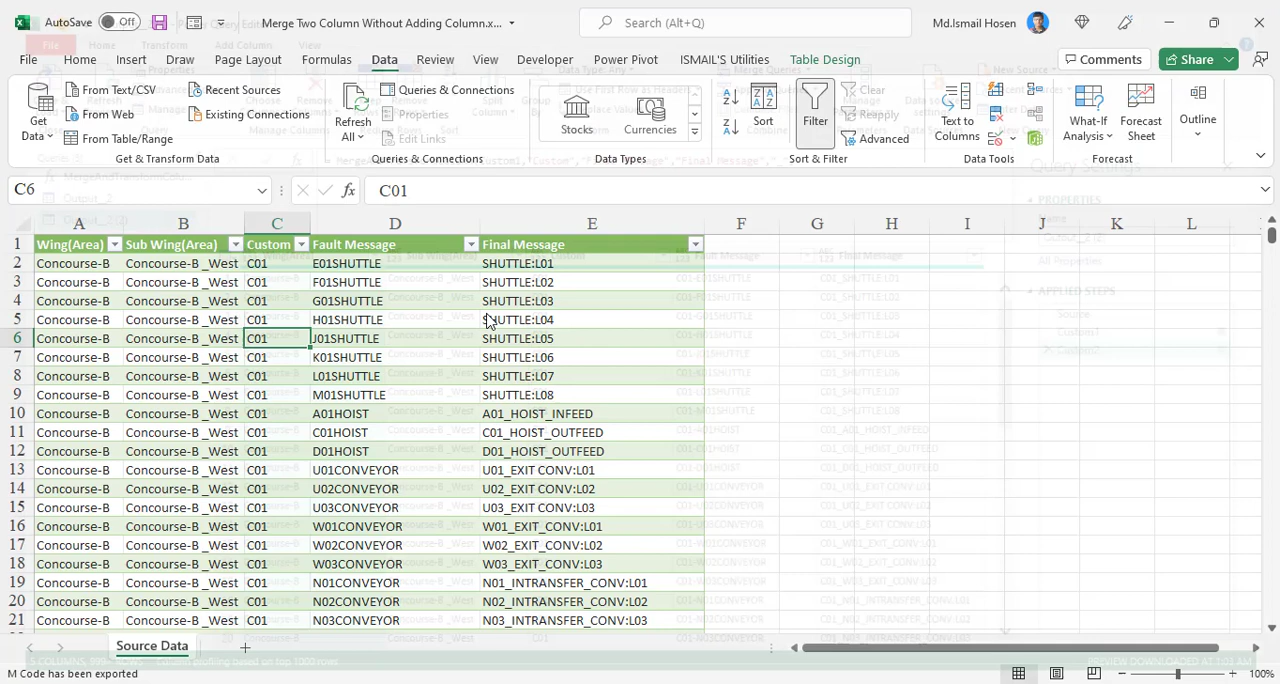 AutoSave Off Merge Two Column Without Adding Column.x... Search (Alt+Q) Md.Ismail Hosen
File Home Insert Draw Page Layout Formulas Data Review View Developer Power Pivot ISMAIL'S Utilities Table Design Comments Share
From Text/CSV Recent Sources Queries & Connections Clear
From Web Existing Connections Properties Reapply
From Table/Range Edit Links Advanced
Get Data Refresh All Stocks Currencies Sort Filter Text to Columns What-If Analysis Forecast Sheet Outline
Get & Transform Data Queries & Connections Data Types Sort & Filter Data Tools Forecast
C6 fx C01
A B C D E F G H I J K L
1 Wing(Area) Sub Wing(Area) Custom Fault Message Final Message
2 Concourse-B Concourse-B _West C01 E01SHUTTLE SHUTTLE:L01
3 Concourse-B Concourse-B _West C01 F01SHUTTLE SHUTTLE:L02
4 Concourse-B Concourse-B _West C01 G01SHUTTLE SHUTTLE:L03
5 Concourse-B Concourse-B _West C01 H01SHUTTLE SHUTTLE:L04
6 Concourse-B Concourse-B _West C01 J01SHUTTLE SHUTTLE:L05
7 Concourse-B Concourse-B _West C01 K01SHUTTLE SHUTTLE:L06
8 Concourse-B Concourse-B _West C01 L01SHUTTLE SHUTTLE:L07
9 Concourse-B Concourse-B _West C01 M01SHUTTLE SHUTTLE:L08
10 Concourse-B Concourse-B _West C01 A01HOIST A01_HOIST_INFEED
11 Concourse-B Concourse-B _West C01 C01HOIST C01_HOIST_OUTFEED
12 Concourse-B Concourse-B _West C01 D01HOIST D01_HOIST_OUTFEED
13 Concourse-B Concourse-B _West C01 U01CONVEYOR U01_EXIT CONV:L01
14 Concourse-B Concourse-B _West C01 U02CONVEYOR U02_EXIT CONV:L02
15 Concourse-B Concourse-B _West C01 U03CONVEYOR U03_EXIT CONV:L03
16 Concourse-B Concourse-B _West C01 W01CONVEYOR W01_EXIT_CONV:L01
17 Concourse-B Concourse-B _West C01 W02CONVEYOR W02_EXIT_CONV:L02
18 Concourse-B Concourse-B _West C01 W03CONVEYOR W03_EXIT_CONV:L03
19 Concourse-B Concourse-B _West C01 N01CONVEYOR N01_INTRANSFER_CONV:L01
20 Concourse-B Concourse-B _West C01 N02CONVEYOR N02_INTRANSFER_CONV:L02
21 Concourse-B Concourse-B _West C01 N03CONVEYOR N03_INTRANSFER_CONV:L03
Source Data
M Code has been exported 100%